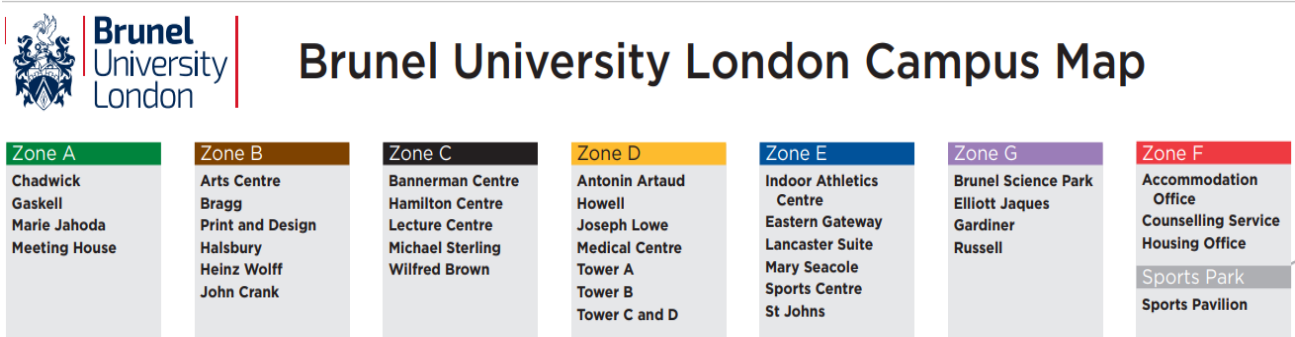 Brunel
University
London
Brunel University London Campus Map
Zone A
Chadwick
Gaskell
Marie Jahoda
Meeting House
Zone B
Arts Centre
Bragg
Print and Design
Halsbury
Heinz Wolff
John Crank
Zone C
Bannerman Centre
Hamilton Centre
Lecture Centre
Michael Sterling
Wilfred Brown
Zone D
Antonin Artaud
Howell
Joseph Lowe
Medical Centre
Tower A
Tower B
Tower C and D
Zone E
Indoor Athletics
Centre
Eastern Gateway
Lancaster Suite
Mary Seacole
Sports Centre
St Johns
Zone G
Brunel Science Park
Elliott Jaques
Gardiner
Russell
Zone F
Accommodation
Office
Counselling Service
Housing Office
Sports Park
Sports Pavilion